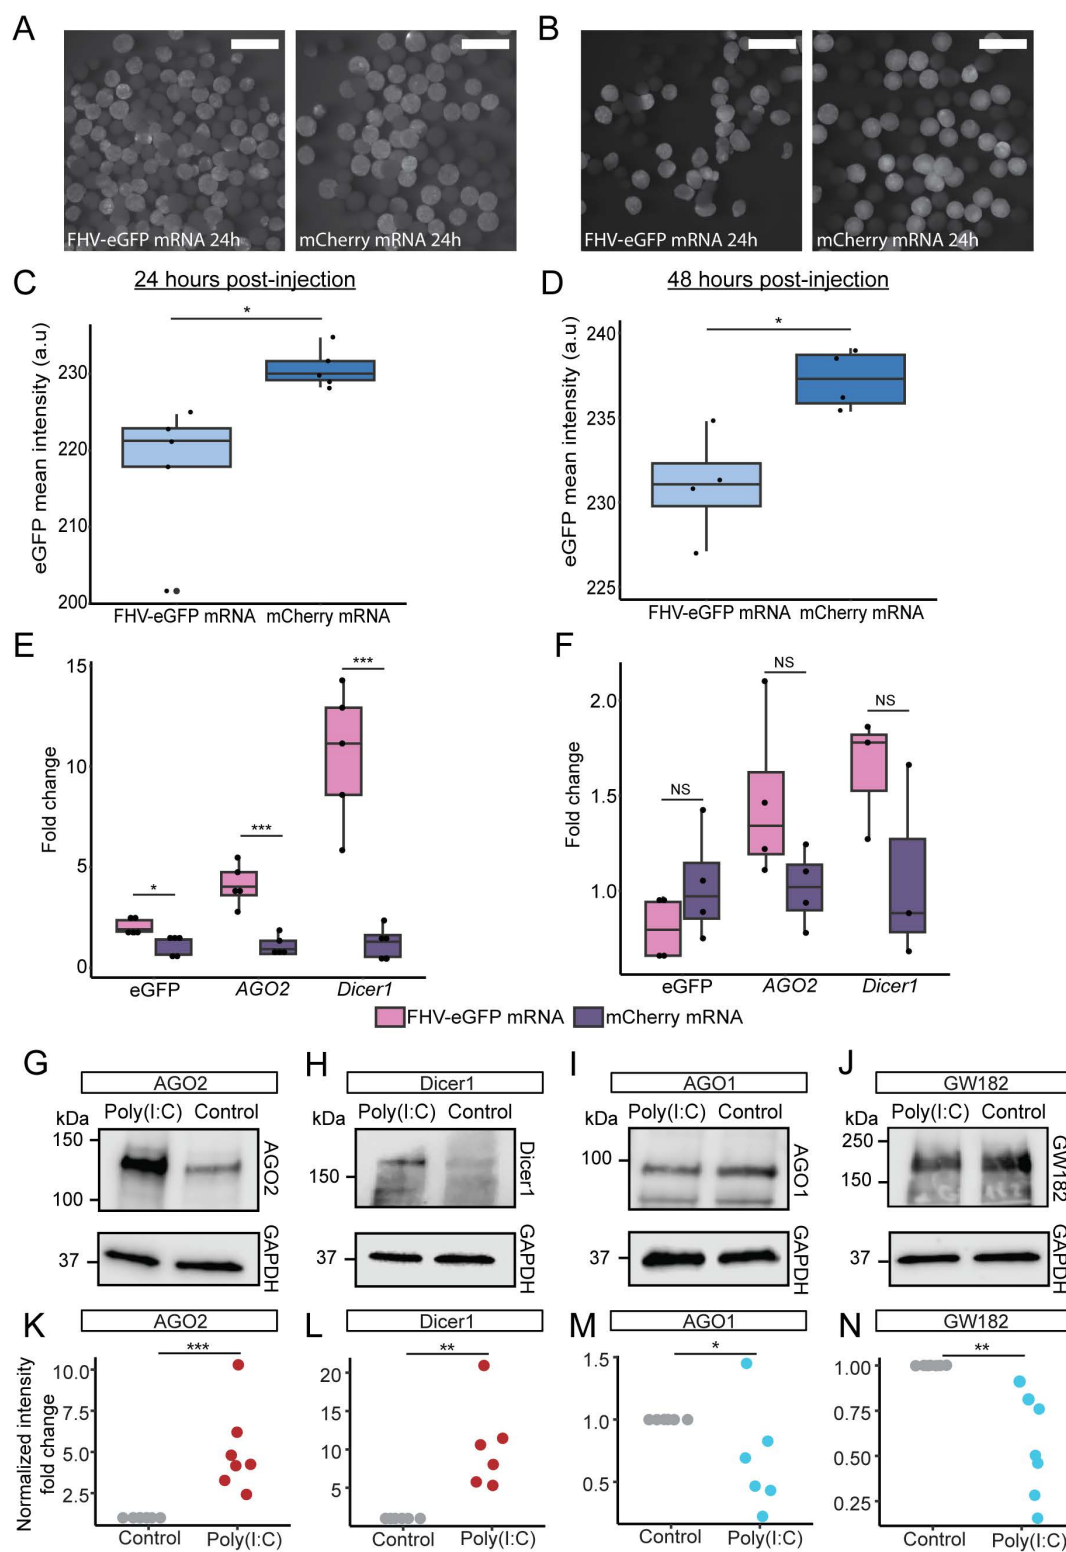 A
B
FHV-eGFP mRNA 24h
mCherry mRNA 24h
FHV-eGFP mRNA 24h
mCherry mRNA 24h
C
24 hours post-injection
eGFP mean intensity (a.u)
*
230
220
210
200
FHV-eGFP mRNA
mCherry mRNA
D
48 hours post-injection
eGFP mean intensity (a.u)
*
240
235
230
225
FHV-eGFP mRNA
mCherry mRNA
E
Fold change
15
10
5
0
*
***
***
eGFP
AGO2
Dicer1
F
Fold change
2.0
1.5
1.0
NS
NS
NS
eGFP
AGO2
Dicer1
FHV-eGFP mRNA
mCherry mRNA
G
AGO2
kDa
Poly(I:C)
Control
150
100
AGO2
37
GAPDH
H
Dicer1
kDa
Poly(I:C)
Control
150
Dicer1
37
GAPDH
I
AGO1
kDa
Poly(I:C)
Control
100
AGO1
37
GAPDH
J
GW182
kDa
Poly(I:C)
Control
250
150
GW182
37
GAPDH
K
AGO2
Normalized intensity
fold change
***
10.0
7.5
5.0
2.5
Control
Poly(I:C)
L
Dicer1
**
20
15
10
5
Control
Poly(I:C)
M
AGO1
*
1.5
1.0
0.5
Control
Poly(I:C)
N
GW182
**
1.00
0.75
0.50
0.25
Control
Poly(I:C)